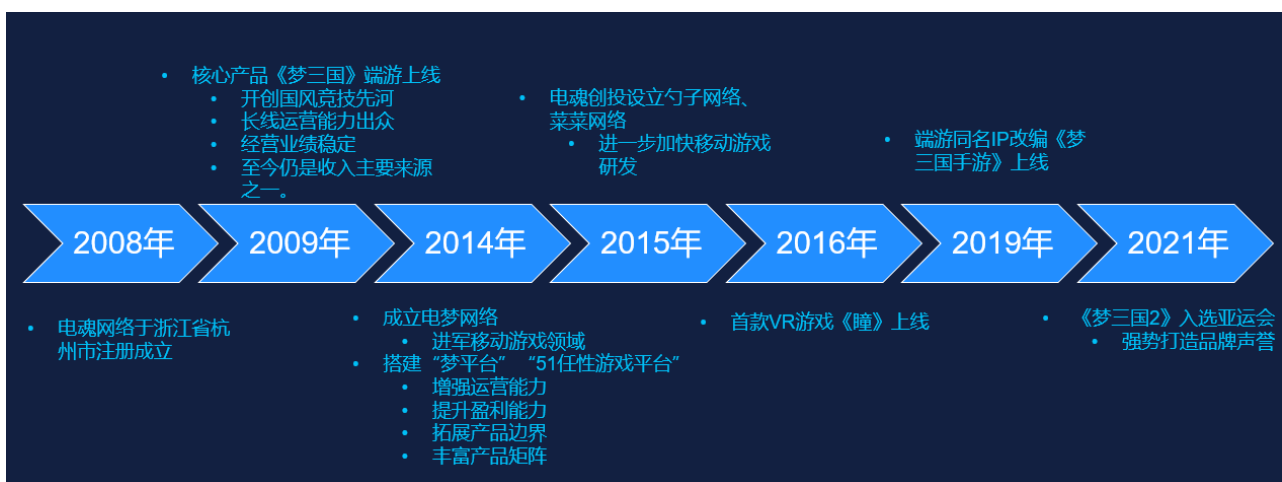 核心产品《梦三国》端游上线
开创国风竞技先河
长线运营能力出众
经营业绩稳定
至今仍是收入主要来源
之一。
电魂创投设立勺子网络、
菜菜网络
进一步加快移动游戏
研发
端游同名IP改编《梦
三国手游》上线
2008年
2009年
2014年
2015年
2016年
2019年
2021年
电魂网络于浙江省杭
州市注册成立
成立电梦网络
进军移动游戏领域
搭建“梦平台”“51任性游戏平台”
增强运营能力
提升盈利能力
拓展产品边界
丰富产品矩阵
首款VR游戏《瞳》上线
《梦三国2》入选亚运会
强势打造品牌声誉